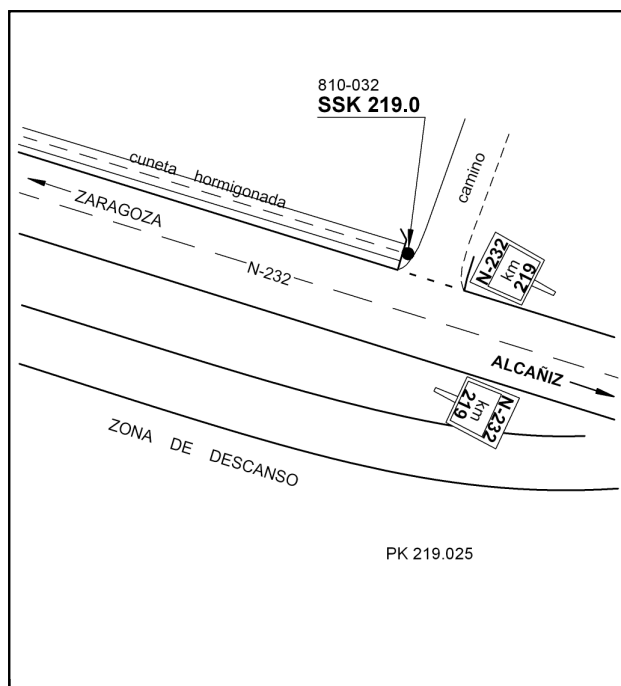 810-032
SSK 219.0
cuneta hormigonada
camino
ZARAGOZA
N-232
N-232
km
219
ALCAÑIZ
N-232
km
219
ZONA DE DESCANSO
PK 219.025